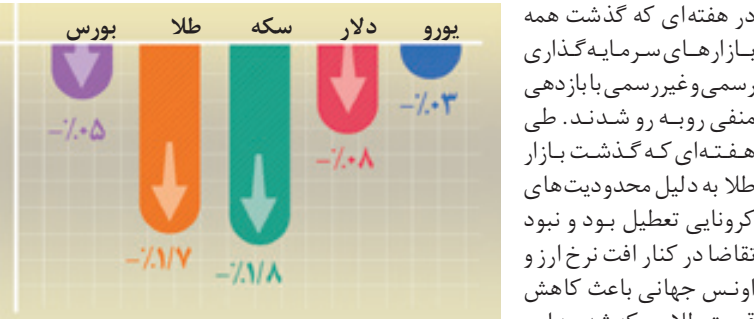 در هفته‌ای که گذشت همه
بازارهای سرمایه‌گذاری
رسمی و غیررسمی با بازدهی
منفی روبه رو شدند. طی
هفته‌ای که گذشت بازار
طلا به دلیل محدودیت‌های
کرونایی تعطیل بود و نبود
تقاضا در کنار افت نرخ ارز و
اونس جهانی باعث کاهش
یورو دلار سکه طلا بورس
-٪۰۳
-٪۰۵
-٪۰۸
-٪۱/۷
-٪۱/۸